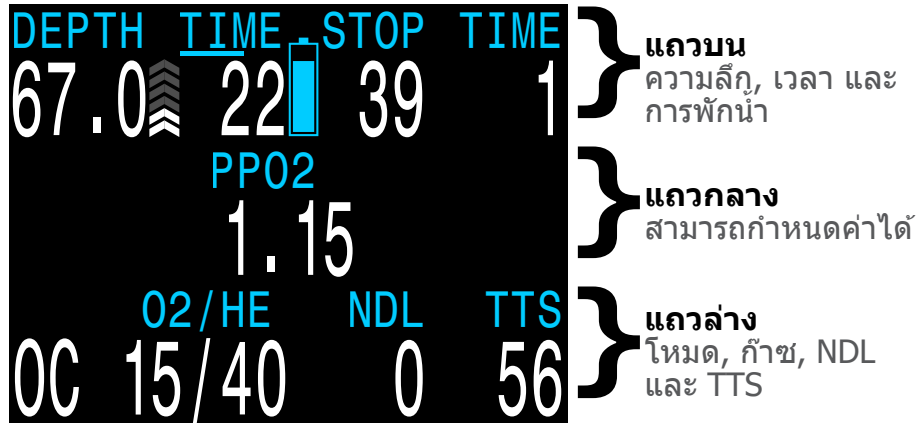 DEPTH TIME STOP TIME
67.0 22 39 1
PPO2
1.15
O2/HE NDL TTS
OC 15/40 0 56
แถวบน
ความลึก, เวลา และ
การพักน้ำ
แถวกลาง
สามารถกำหนดค่าได้
แถวล่าง
โหมด, ก๊าซ, NDL
และ TTS